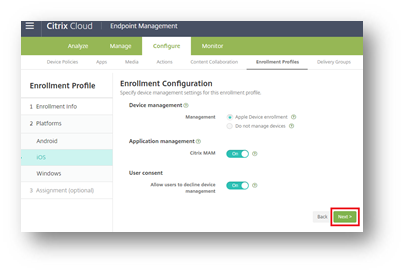 Citrix Cloud | Endpoint Management
Analyze Manage Configure Monitor
Device Policies Apps Media Actions Content Collaboration Enrollment Profiles Delivery Groups
Enrollment Profile
1 Enrollment Info
2 Platforms
Android
iOS
Windows
3 Assignment (optional)
Enrollment Configuration
Specify device management settings for this enrollment profile.
Device management
Management Apple Device enrollment
Do not manage devices
Application management
Citrix MAM ON
User consent
Allow users to decline device
management ON
Back Next >